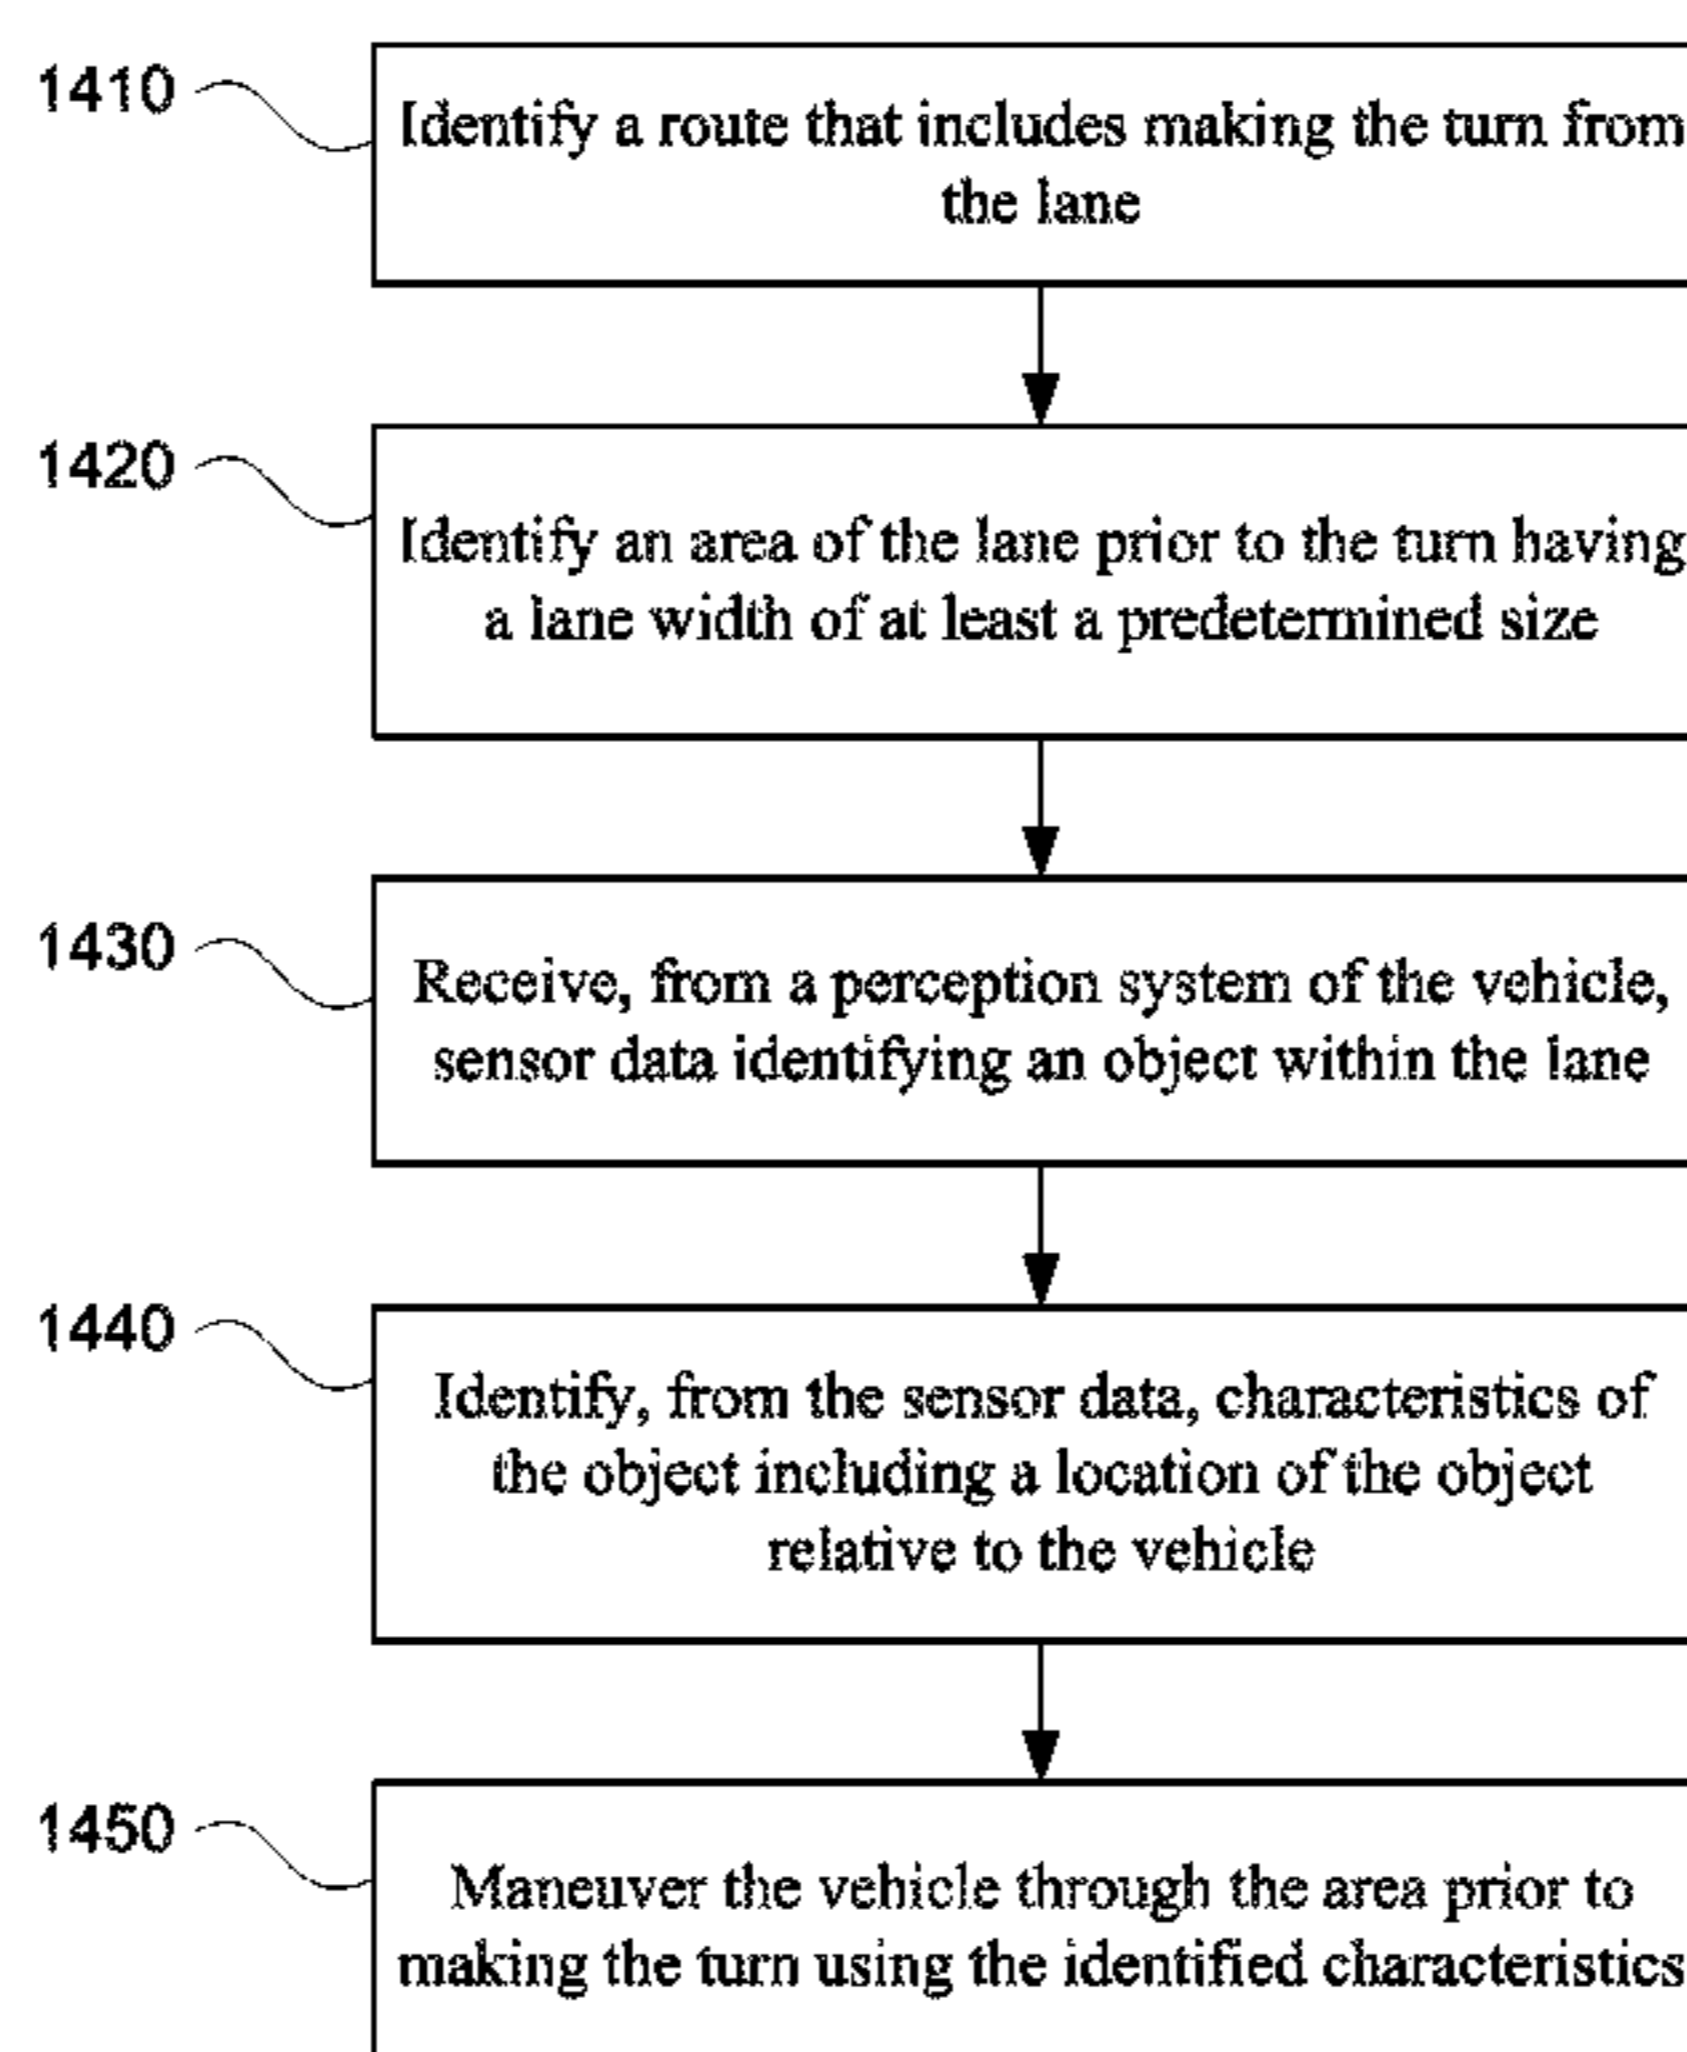 1410
Identify a route that includes making the turn from
the lane
1420
Identify an area of the lane prior to the turn having
a lane width of at least a predetermined size
1430
Receive, from a perception system of the vehicle,
sensor data identifying an object within the lane
1440
Identify, from the sensor data, characteristics of
the object including a location of the object
relative to the vehicle
1450
Maneuver the vehicle through the area prior to
making the turn using the identified characteristics